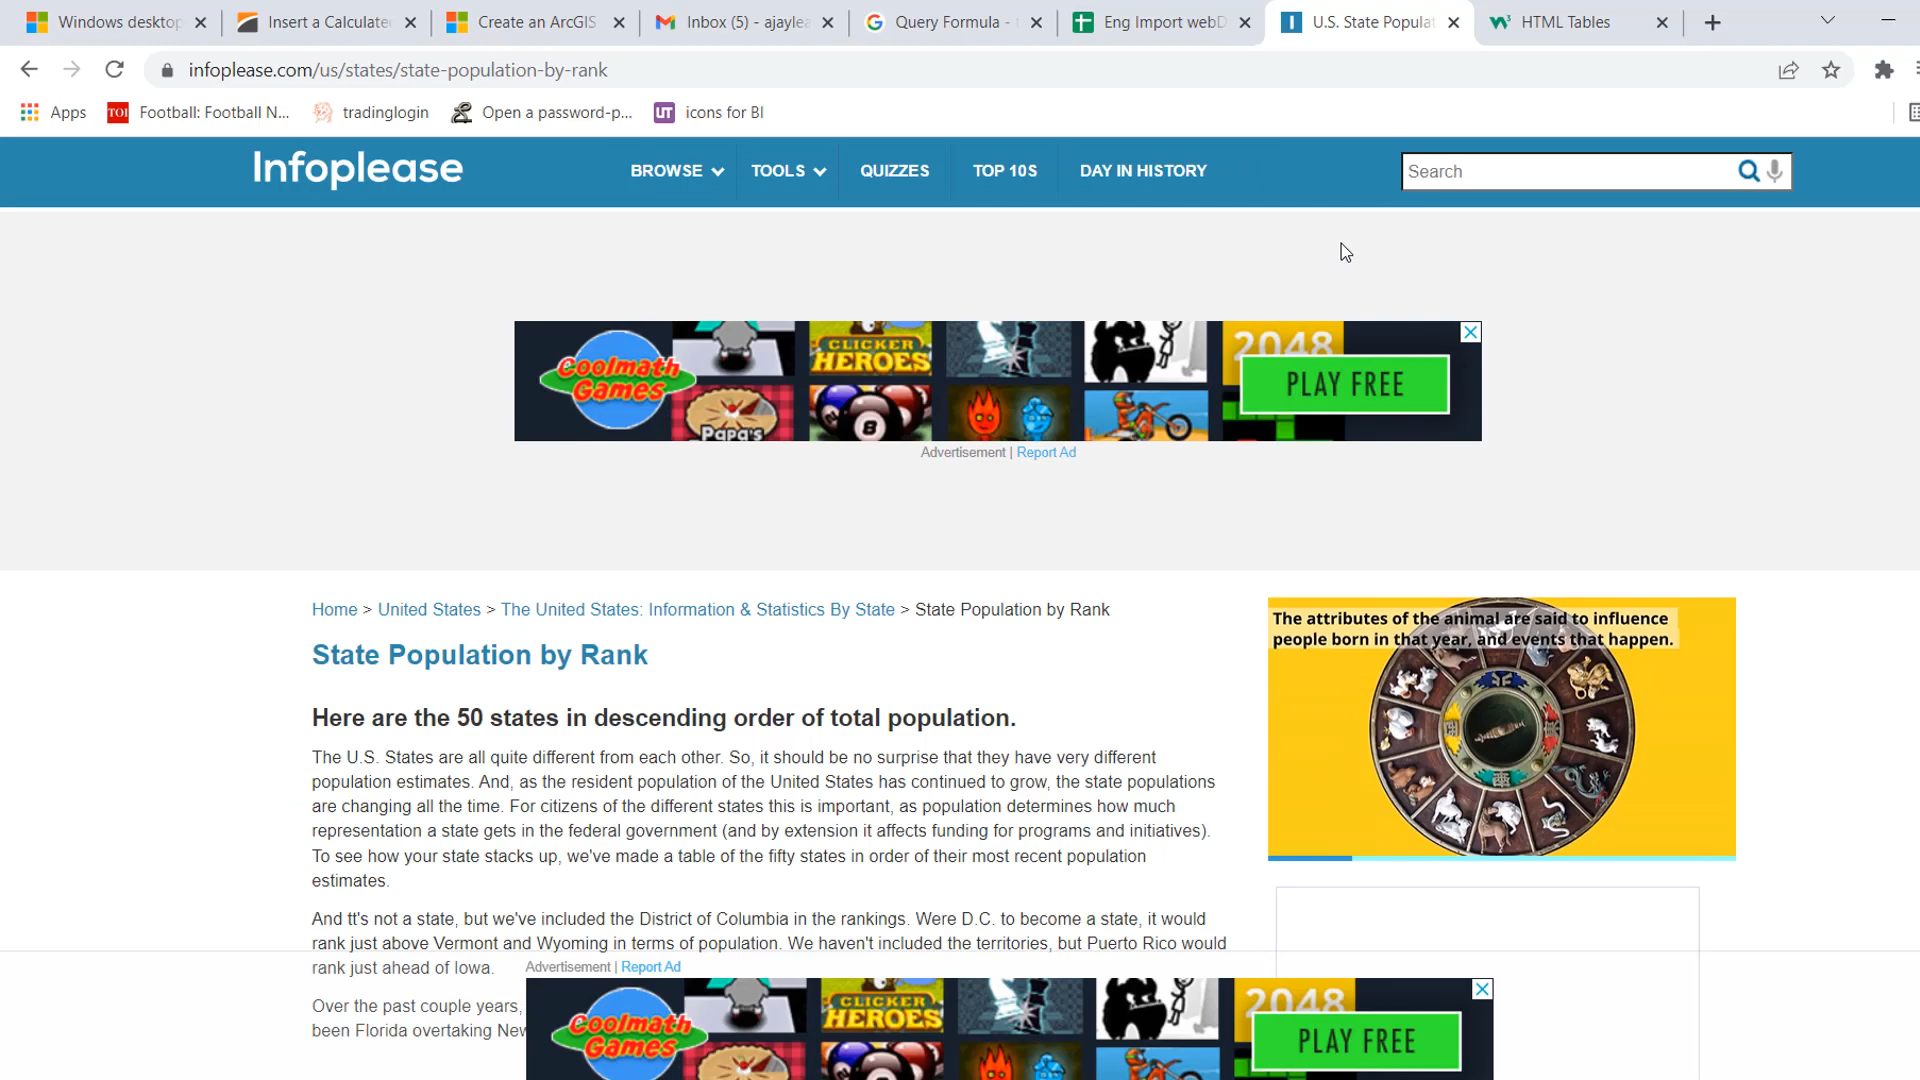 Windows desktop
Insert a Calculate
Create an ArcGIS
Inbox (5) - ajaylea
Query Formula -
Eng Import webD
U.S. State Populat
HTML Tables
infoplease.com/us/states/state-population-by-rank
Apps
TOI
Football: Football N...
tradinglogin
Open a password-p...
UT
icons for BI
Infoplease
BROWSE
TOOLS
QUIZZES
TOP 10S
DAY IN HISTORY
Search
Coolmath
Games
Papa's
CLICKER
HEROES
8
2048
PLAY FREE
Advertisement | Report Ad
Home > United States > The United States: Information & Statistics By State > State Population by Rank
State Population by Rank
Here are the 50 states in descending order of total population.
The U.S. States are all quite different from each other. So, it should be no surprise that they have very different
population estimates. And, as the resident population of the United States has continued to grow, the state populations
are changing all the time. For citizens of the different states this is important, as population determines how much
representation a state gets in the federal government (and by extension it affects funding for programs and initiatives).
To see how your state stacks up, we've made a table of the fifty states in order of their most recent population
estimates.
And tt's not a state, but we've included the District of Columbia in the rankings. Were D.C. to become a state, it would
rank just above Vermont and Wyoming in terms of population. We haven't included the territories, but Puerto Rico would
rank just ahead of Iowa.
Over the past couple years,
been Florida overtaking New
The attributes of the animal are said to influence
people born in that year, and events that happen.
Advertisement | Report Ad
Coolmath
Games
CLICKER
HEROES
2048
PLAY FREE